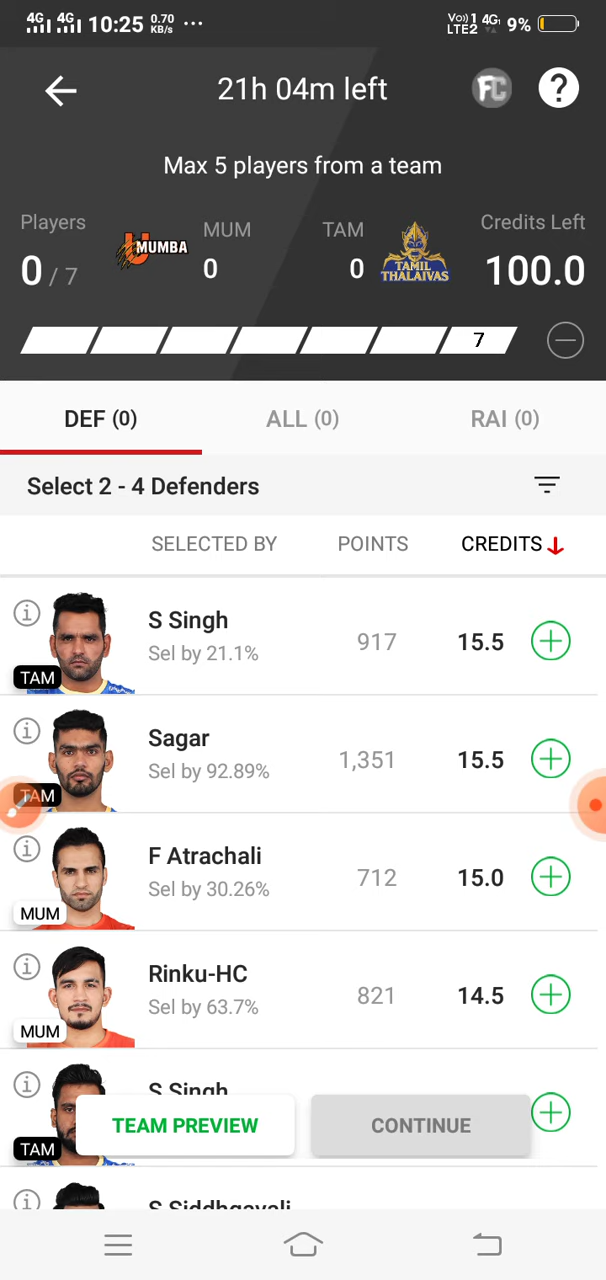 4G 4G 10:25 0.70 KB/s ... Vo)) 1 4G LTE2 9%
21h 04m left FC ?
Max 5 players from a team
Players MUM TAM Credits Left
0 / 7 U MUMBA 0 0 TAMIL THALAIVAS 100.0
7
DEF (0) ALL (0) RAI (0)
Select 2 - 4 Defenders
SELECTED BY POINTS CREDITS
S Singh
Sel by 21.1% 917 15.5
TAM
Sagar
Sel by 92.89% 1,351 15.5
TAM
F Atrachali
Sel by 30.26% 712 15.0
MUM
Rinku-HC
Sel by 63.7% 821 14.5
MUM
S Singh
TEAM PREVIEW CONTINUE
TAM